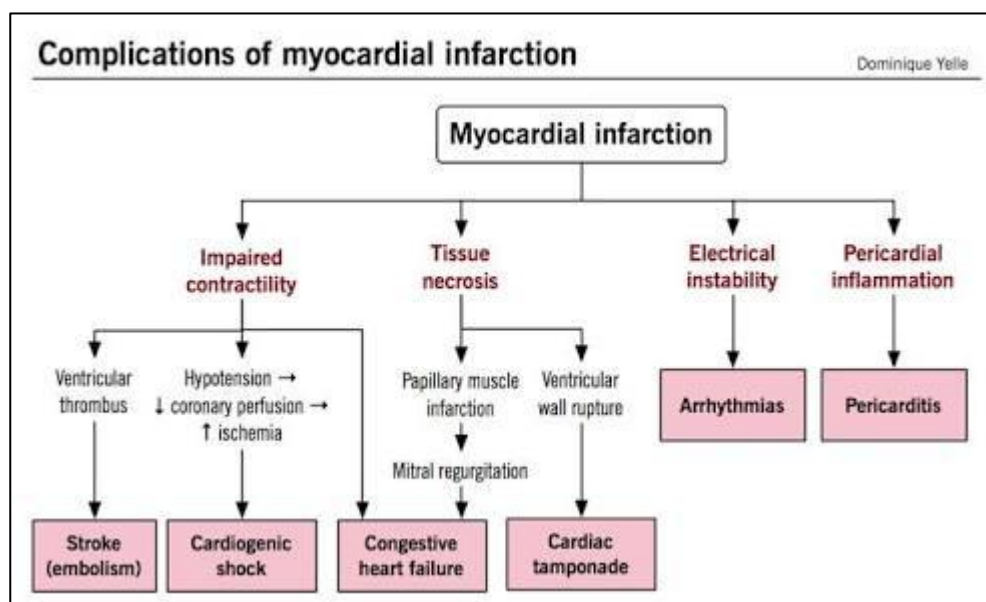 Complications of myocardial infarction
Dominique Yelle
Myocardial infarction
Impaired
contractility
Tissue
necrosis
Electrical
instability
Pericardial
inflammation
Ventricular
thrombus
Hypotension →
↓ coronary perfusion →
↑ ischemia
Papillary muscle
infarction
Mitral regurgitation
Ventricular
wall rupture
Arrhythmias
Pericarditis
Stroke
(embolism)
Cardiogenic
shock
Congestive
heart failure
Cardiac
tamponade